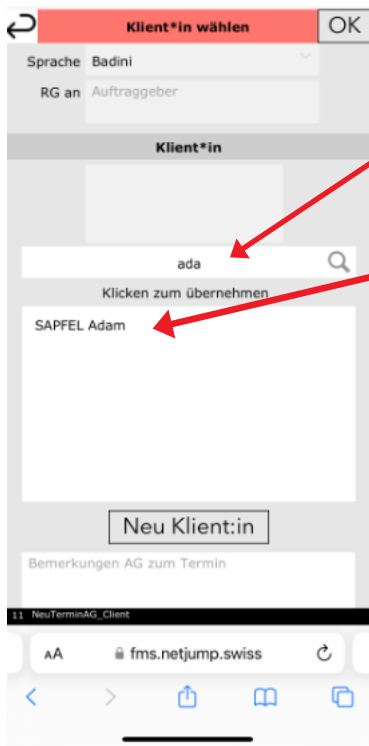 Klient*in wählen
OK
Sprache Badini
RG an Auftraggeber
Klient*in
ada
Klicken zum übernehmen
SAPFEL Adam
Neu Klient:in
Bemerkungen AG zum Termin
11 NeuTerminAG_Client
AA fms.netjump.swiss